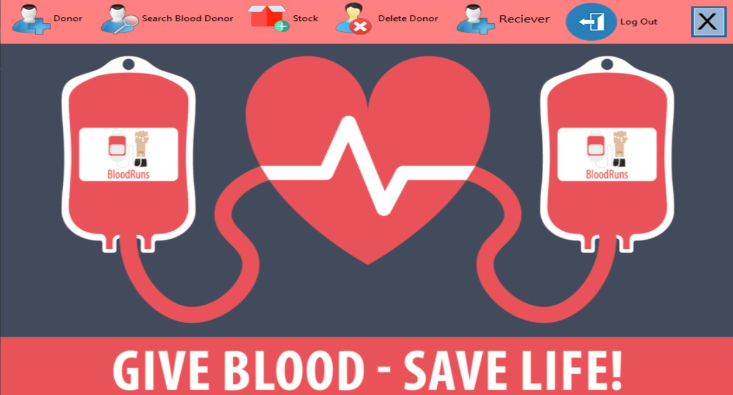 Donor
Search Blood Donor
Stock
Delete Donor
Reciever
Log Out
BloodRuns
BloodRuns
GIVE BLOOD - SAVE LIFE!